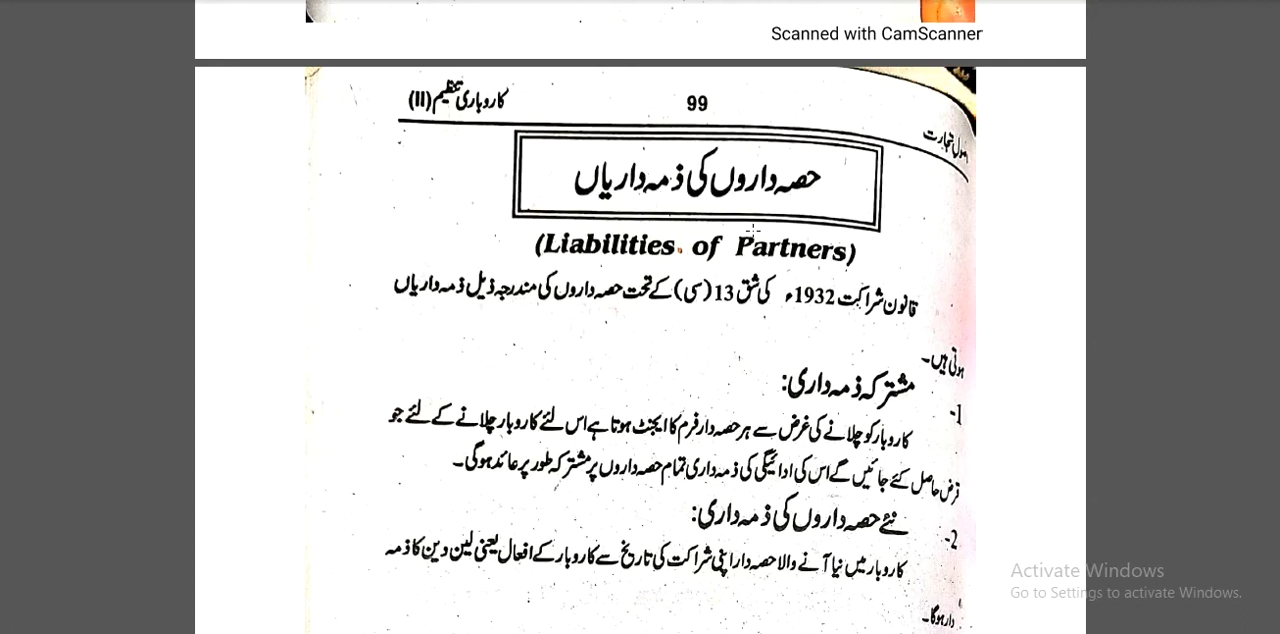 Scanned with CamScanner
کاروباری تنظیم (II)
99
اصول تجارت
حصہ داروں کی ذمہ داریاں
(Liabilities of Partners)
قانون شراکت 1932ء کی شق 13 (سی) کے تحت حصہ داروں کی مندرجہ ذیل ذمہ داریاں
ہوتی ہیں۔
1- مشترکہ ذمہ داری:
کاروبار کو چلانے کی غرض سے ہر حصہ دار فرم کا ایجنٹ ہوتا ہے اس لئے کاروبار چلانے کے لئے جو
قرض حاصل کئے جائیں گے اس کی ادائیگی کی ذمہ داری تمام حصہ داروں پر مشترکہ طور پر عائد ہوگی۔
2- نئے حصہ داروں کی ذمہ داری:
کاروبار میں نیا آنے والا حصہ دار اپنی شراکت کی تاریخ سے کاروبار کے افعال یعنی لین دین کا ذمہ
دار ہوگا۔
Activate Windows
Go to Settings to activate Windows.